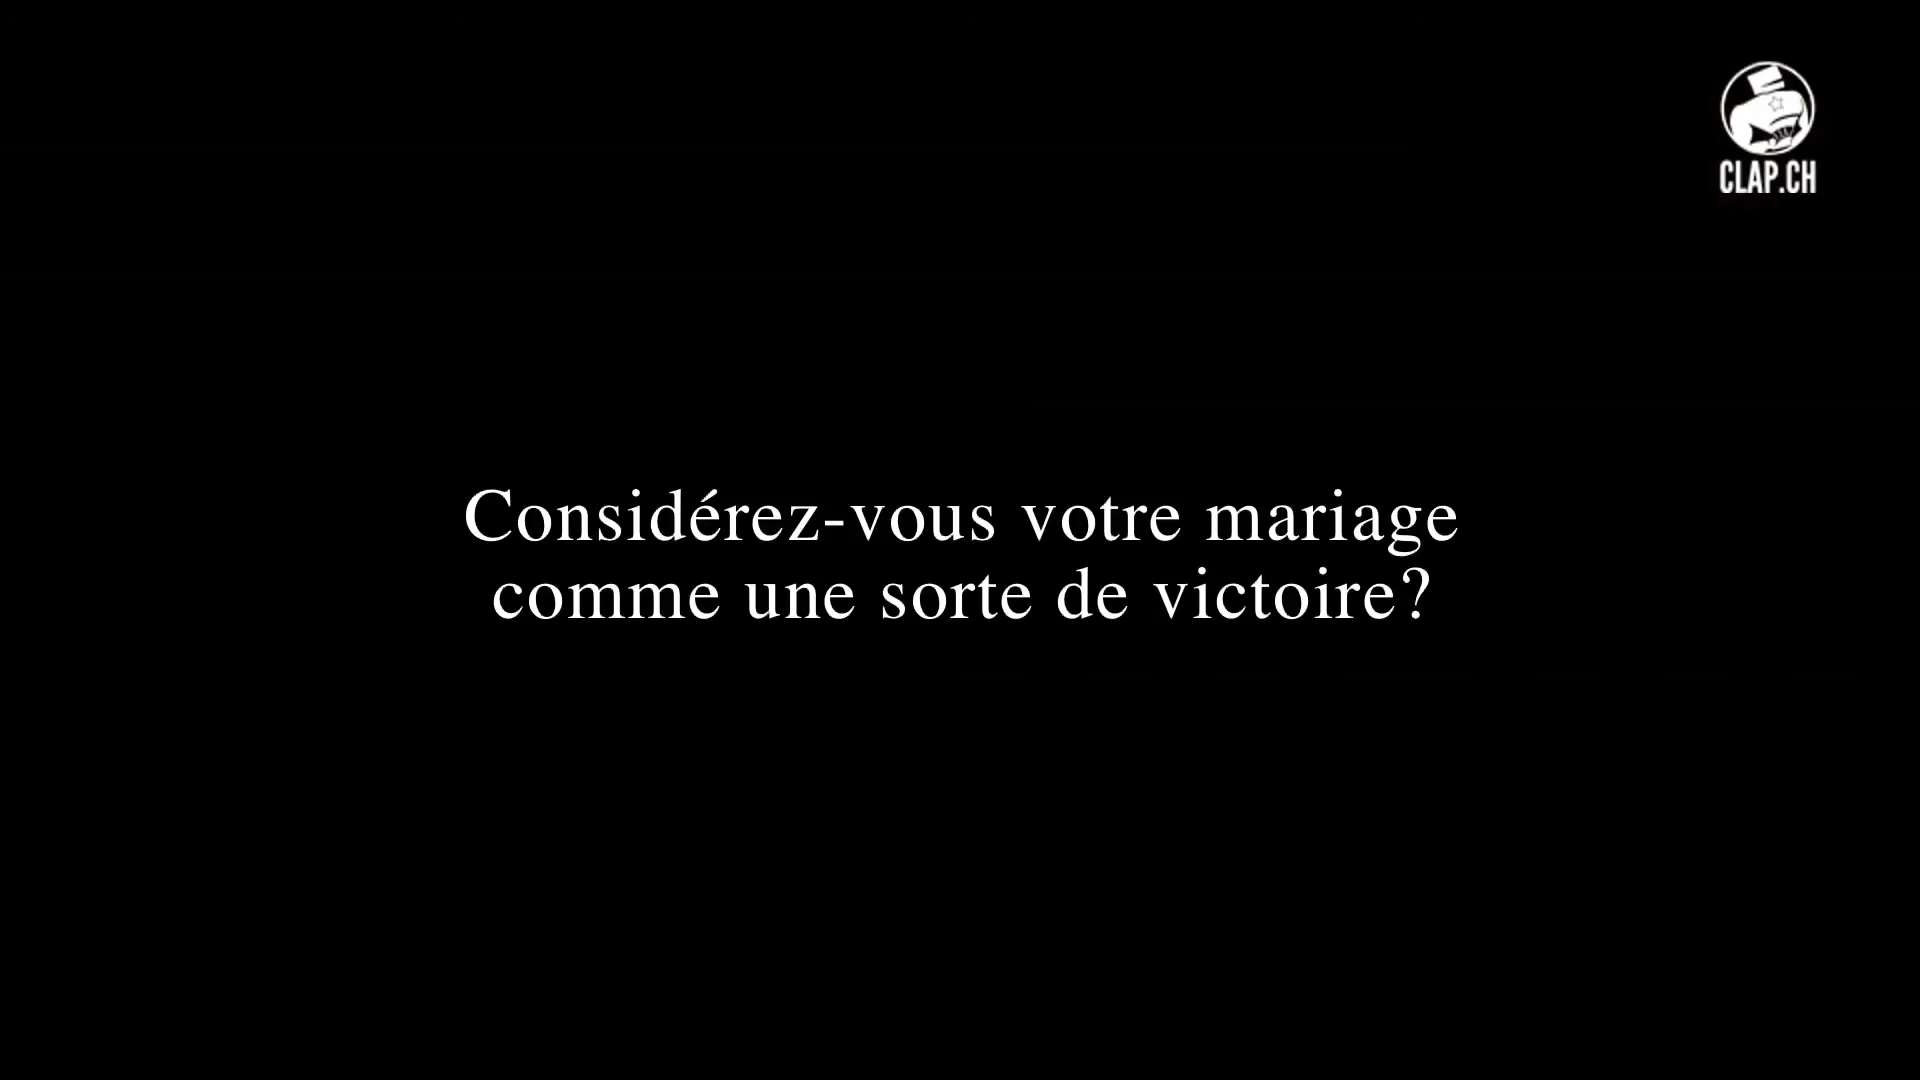 CLAP.CH
Considérez-vous votre mariage
comme une sorte de victoire?